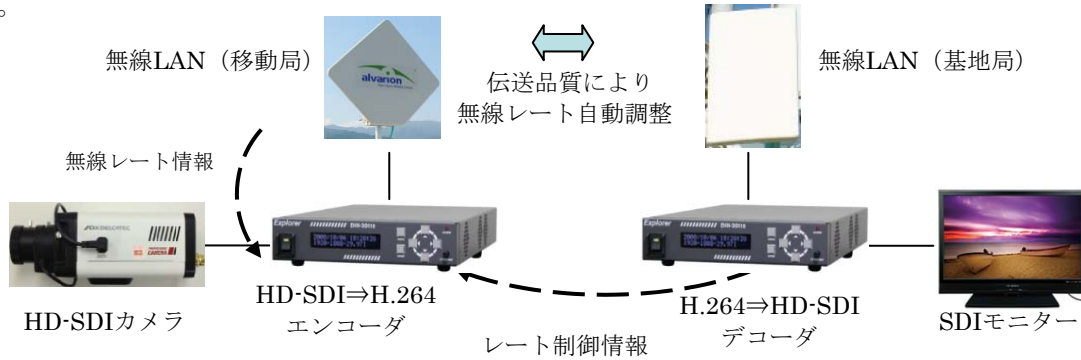 。
無線LAN（移動局）
alvarion
伝送品質により
無線レート自動調整
無線LAN（基地局）
無線レート情報
Explorer
Explorer
HD-SDIカメラ
HD-SDI⇒H.264
エンコーダ
レート制御情報
H.264⇒HD-SDI
デコーダ
SDIモニター